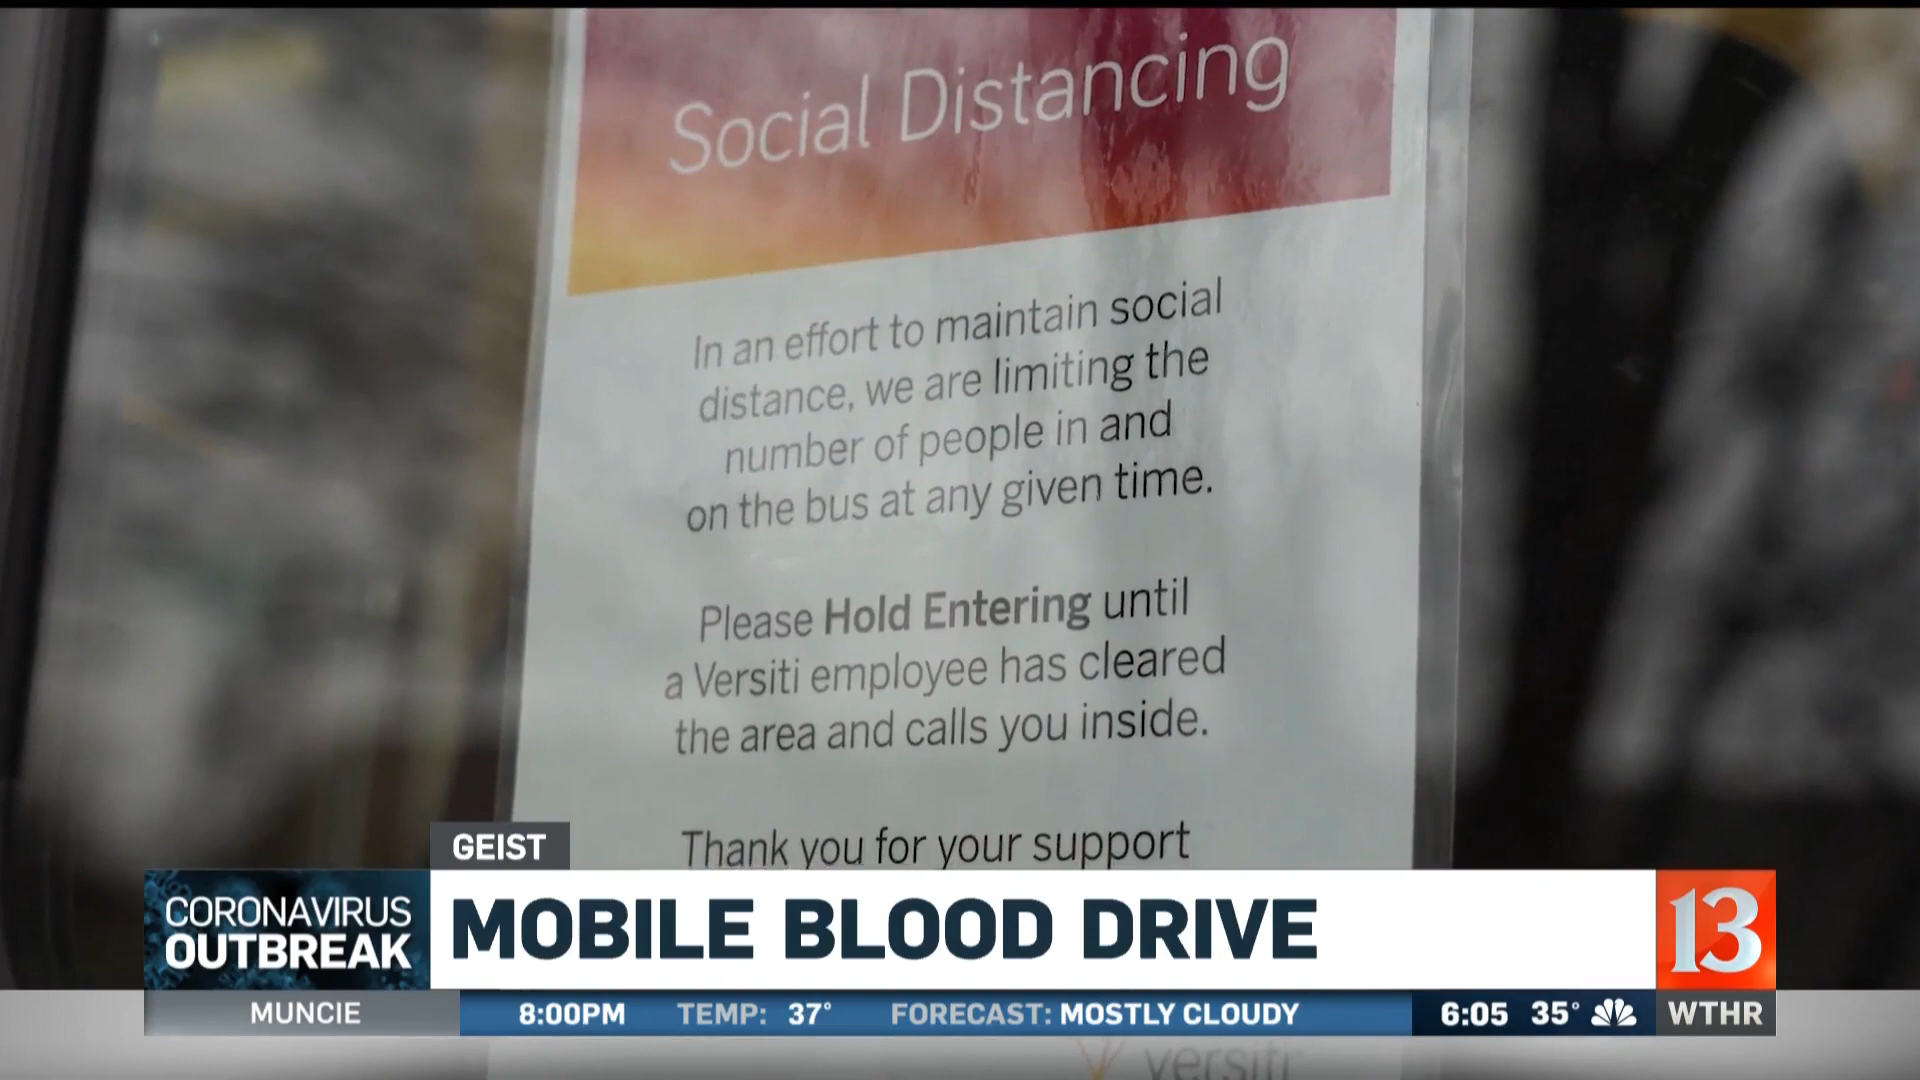 Social Distancing
In an effort to maintain social
distance, we are limiting the
number of people in and
on the bus at any given time.
Please Hold Entering until
a Versiti employee has cleared
the area and calls you inside.
Thank you for your support
GEIST
CORONAVIRUS
OUTBREAK
MOBILE BLOOD DRIVE
13
MUNCIE
8:00PM TEMP: 37° FORECAST: MOSTLY CLOUDY
6:05 35°
WTHR
versiti